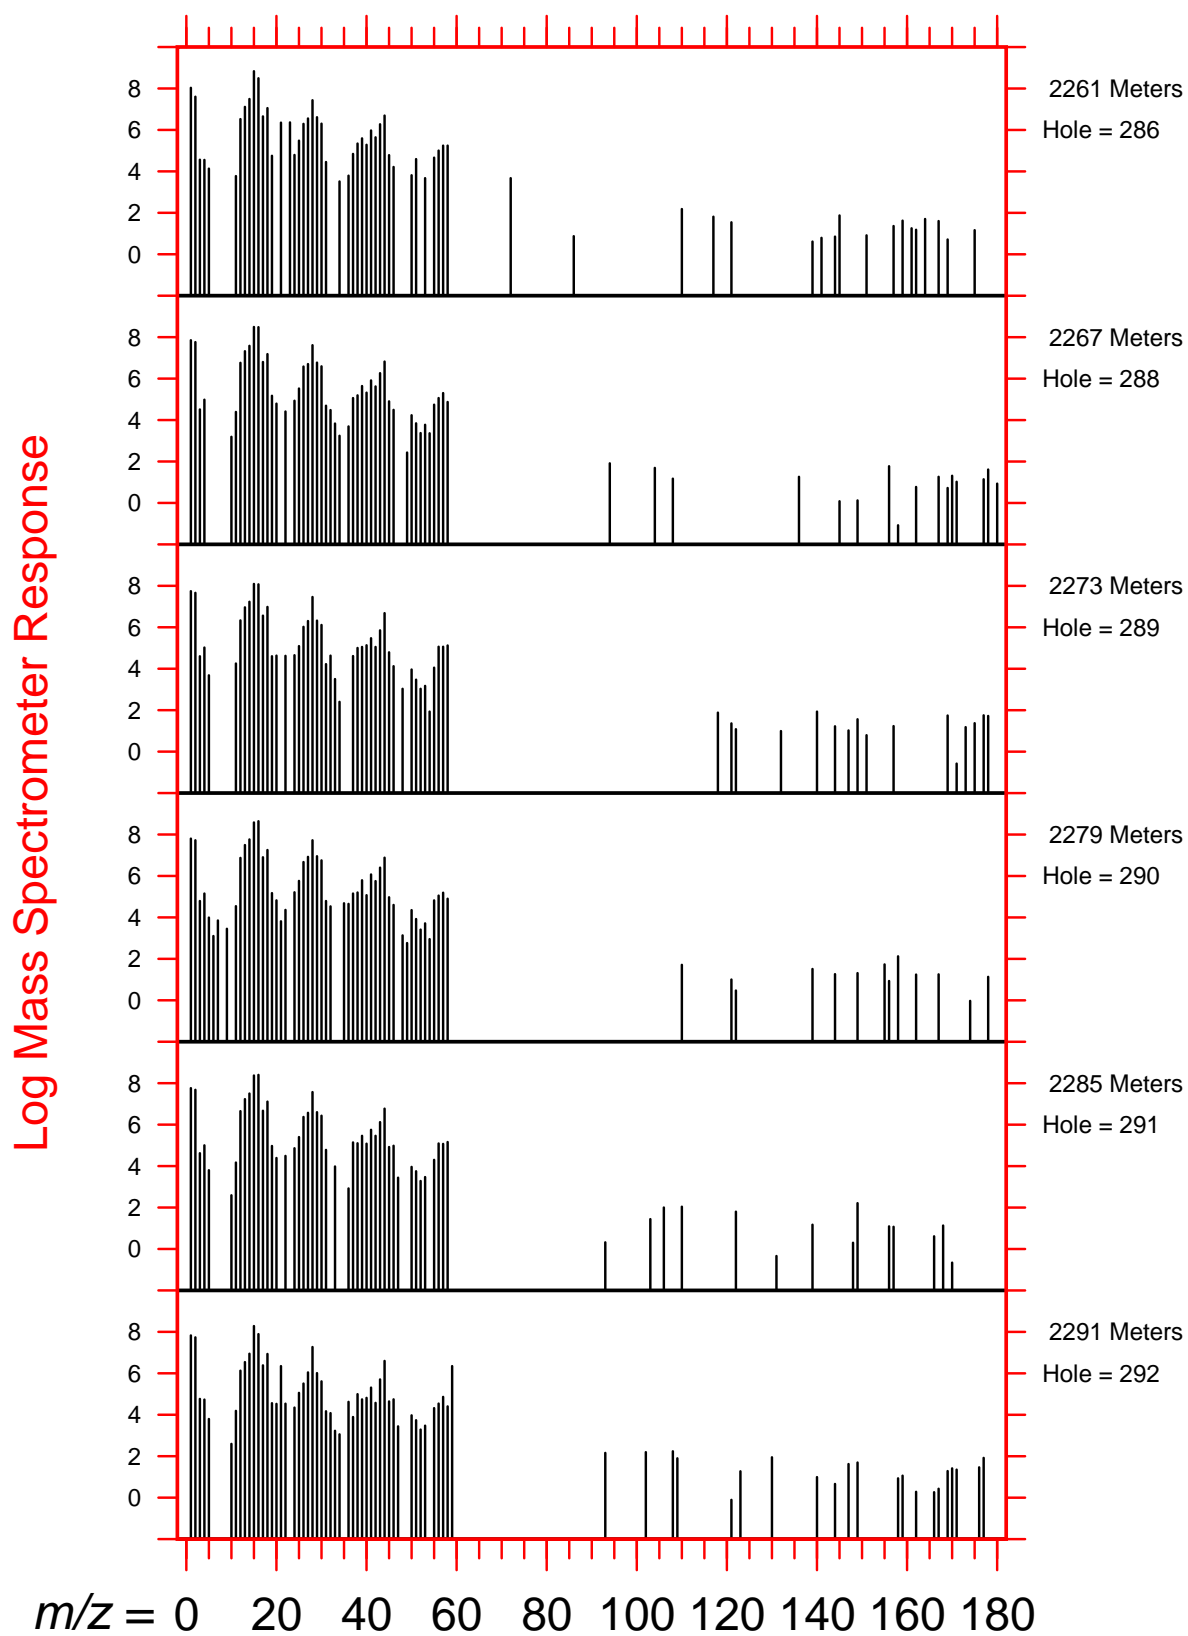 8
6
4
2
0
2261 Meters
Hole = 286
8
6
4
2
0
2267 Meters
Hole = 288
8
6
4
2
0
2273 Meters
Hole = 289
8
6
4
2
0
2279 Meters
Hole = 290
8
6
4
2
0
2285 Meters
Hole = 291
8
6
4
2
0
2291 Meters
Hole = 292
Log Mass Spectrometer Response
m/z = 0 20 40 60 80 100 120 140 160 180